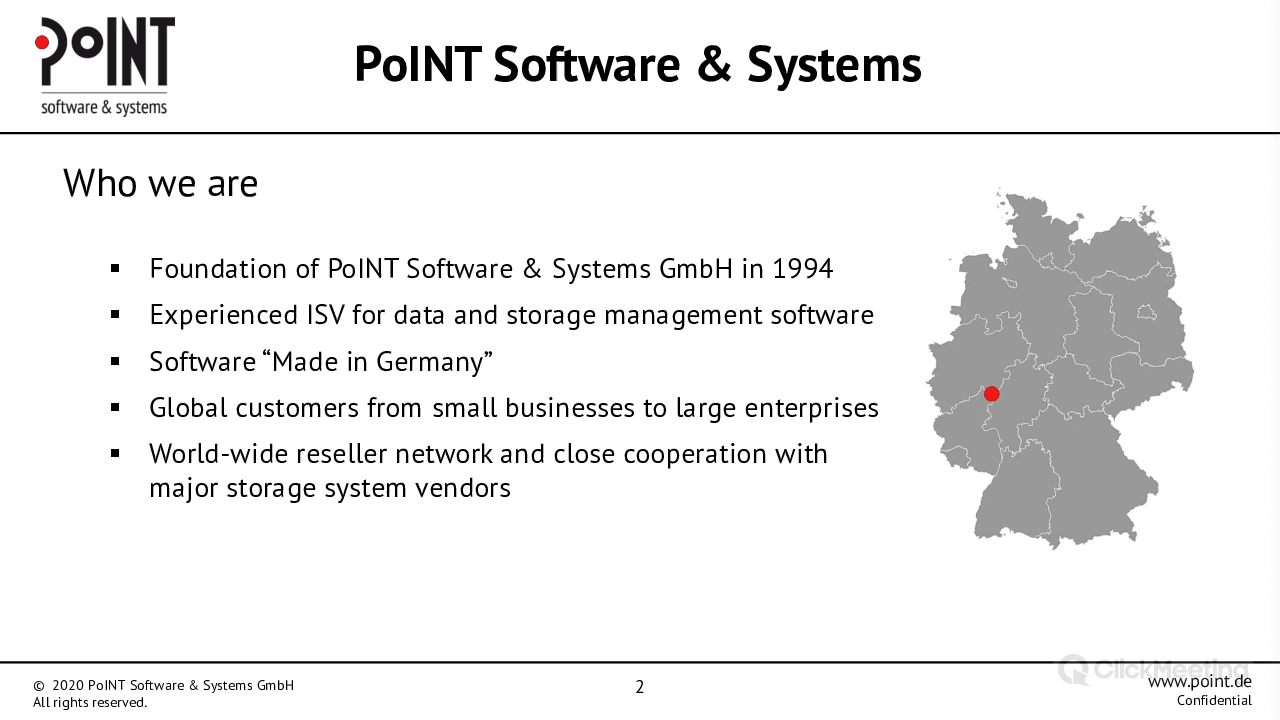 PoINT
software & systems
PoINT Software & Systems
Who we are
▪ Foundation of PoINT Software & Systems GmbH in 1994
▪ Experienced ISV for data and storage management software
▪ Software “Made in Germany”
▪ Global customers from small businesses to large enterprises
▪ World-wide reseller network and close cooperation with
major storage system vendors
ClickMeeting
© 2020 PoINT Software & Systems GmbH
All rights reserved.
2
www.point.de
Confidential